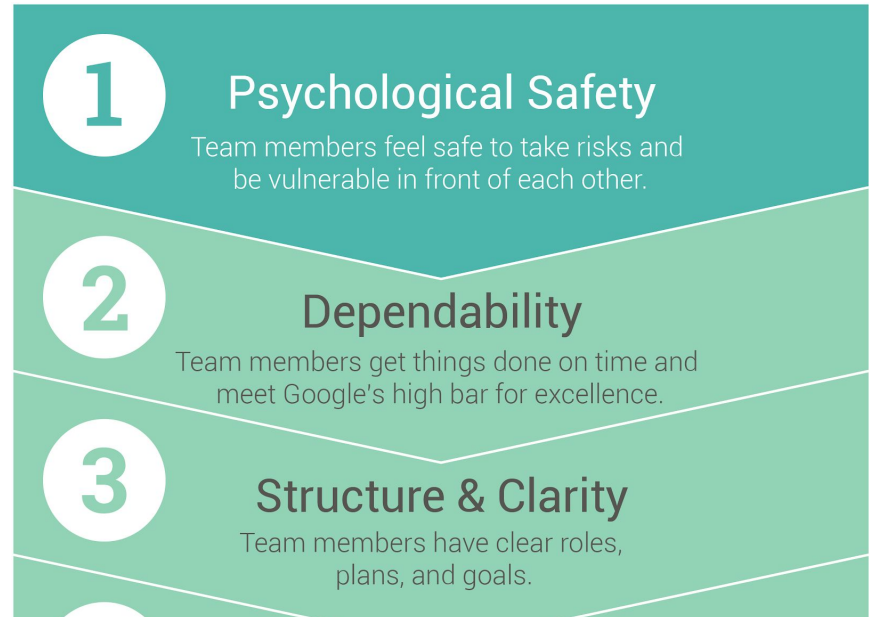 1
Psychological Safety
Team members feel safe to take risks and
be vulnerable in front of each other.
2
Dependability
Team members get things done on time and
meet Google's high bar for excellence.
3
Structure & Clarity
Team members have clear roles,
plans, and goals.